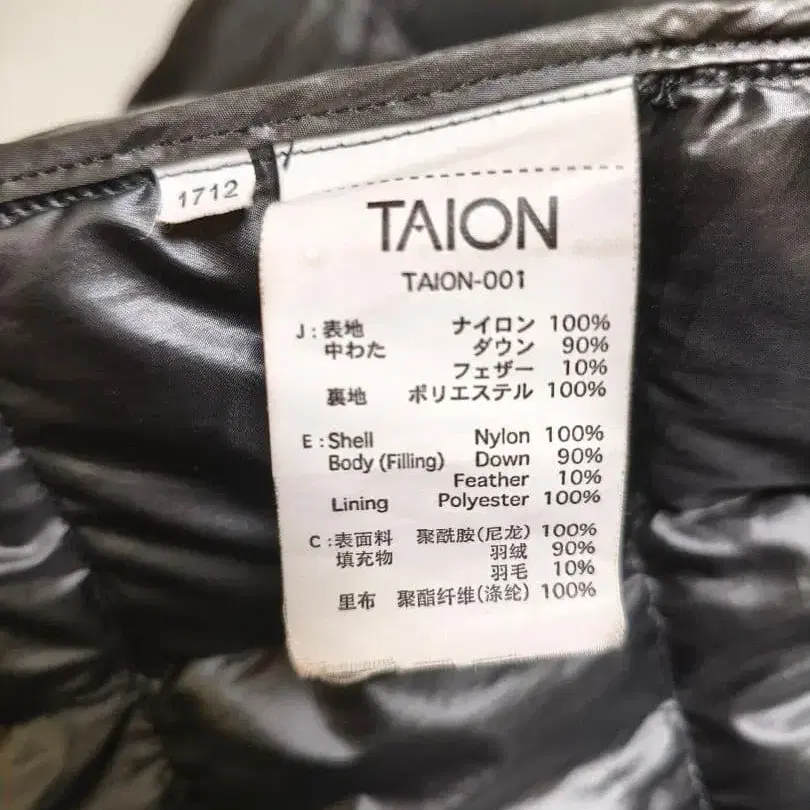 1712
TAION
TAION-001
J : 表地 ナイロン 100%
中わた ダウン 90%
フェザー 10%
裏地 ポリエステル 100%
E : Shell Nylon 100%
Body (Filling) Down 90%
Feather 10%
Lining Polyester 100%
C : 表面料 聚酰胺(尼龙) 100%
填充物 羽绒 90%
羽毛 10%
里布 聚酯纤维(涤纶) 100%